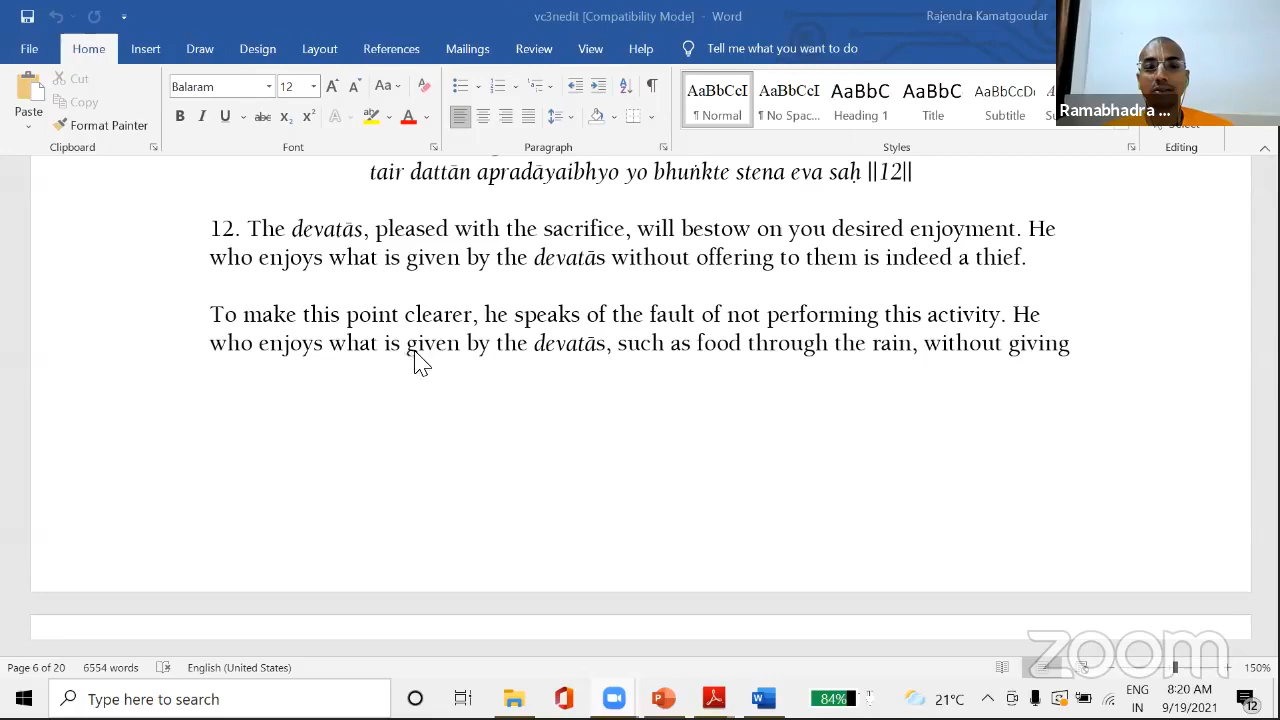 vc3nedit [Compatibility Mode] - Word
Rajendra Kamatgoudar
File Home Insert Draw Design Layout References Mailings Review View Help Tell me what you want to do
Paste
Cut
Copy
Format Painter
Clipboard
Balaram 12
Font
Paragraph
AaBbCcI AaBbCcI AaBbC AaBbC AaBbCcD
¶ Normal ¶ No Spac... Heading 1 Title Subtitle
Styles
Select
Editing
Ramabhadra ...
tair dattān apradāyaibhyo yo bhuṅkte stena eva saḥ ||12||
12. The devatās, pleased with the sacrifice, will bestow on you desired enjoyment. He
who enjoys what is given by the devatās without offering to them is indeed a thief.
To make this point clearer, he speaks of the fault of not performing this activity. He
who enjoys what is given by the devatās, such as food through the rain, without giving
zoom
Page 6 of 20 6554 words English (United States) 150%
Type here to search
84%
21°C
ENG
IN
8:20 AM
9/19/2021
12